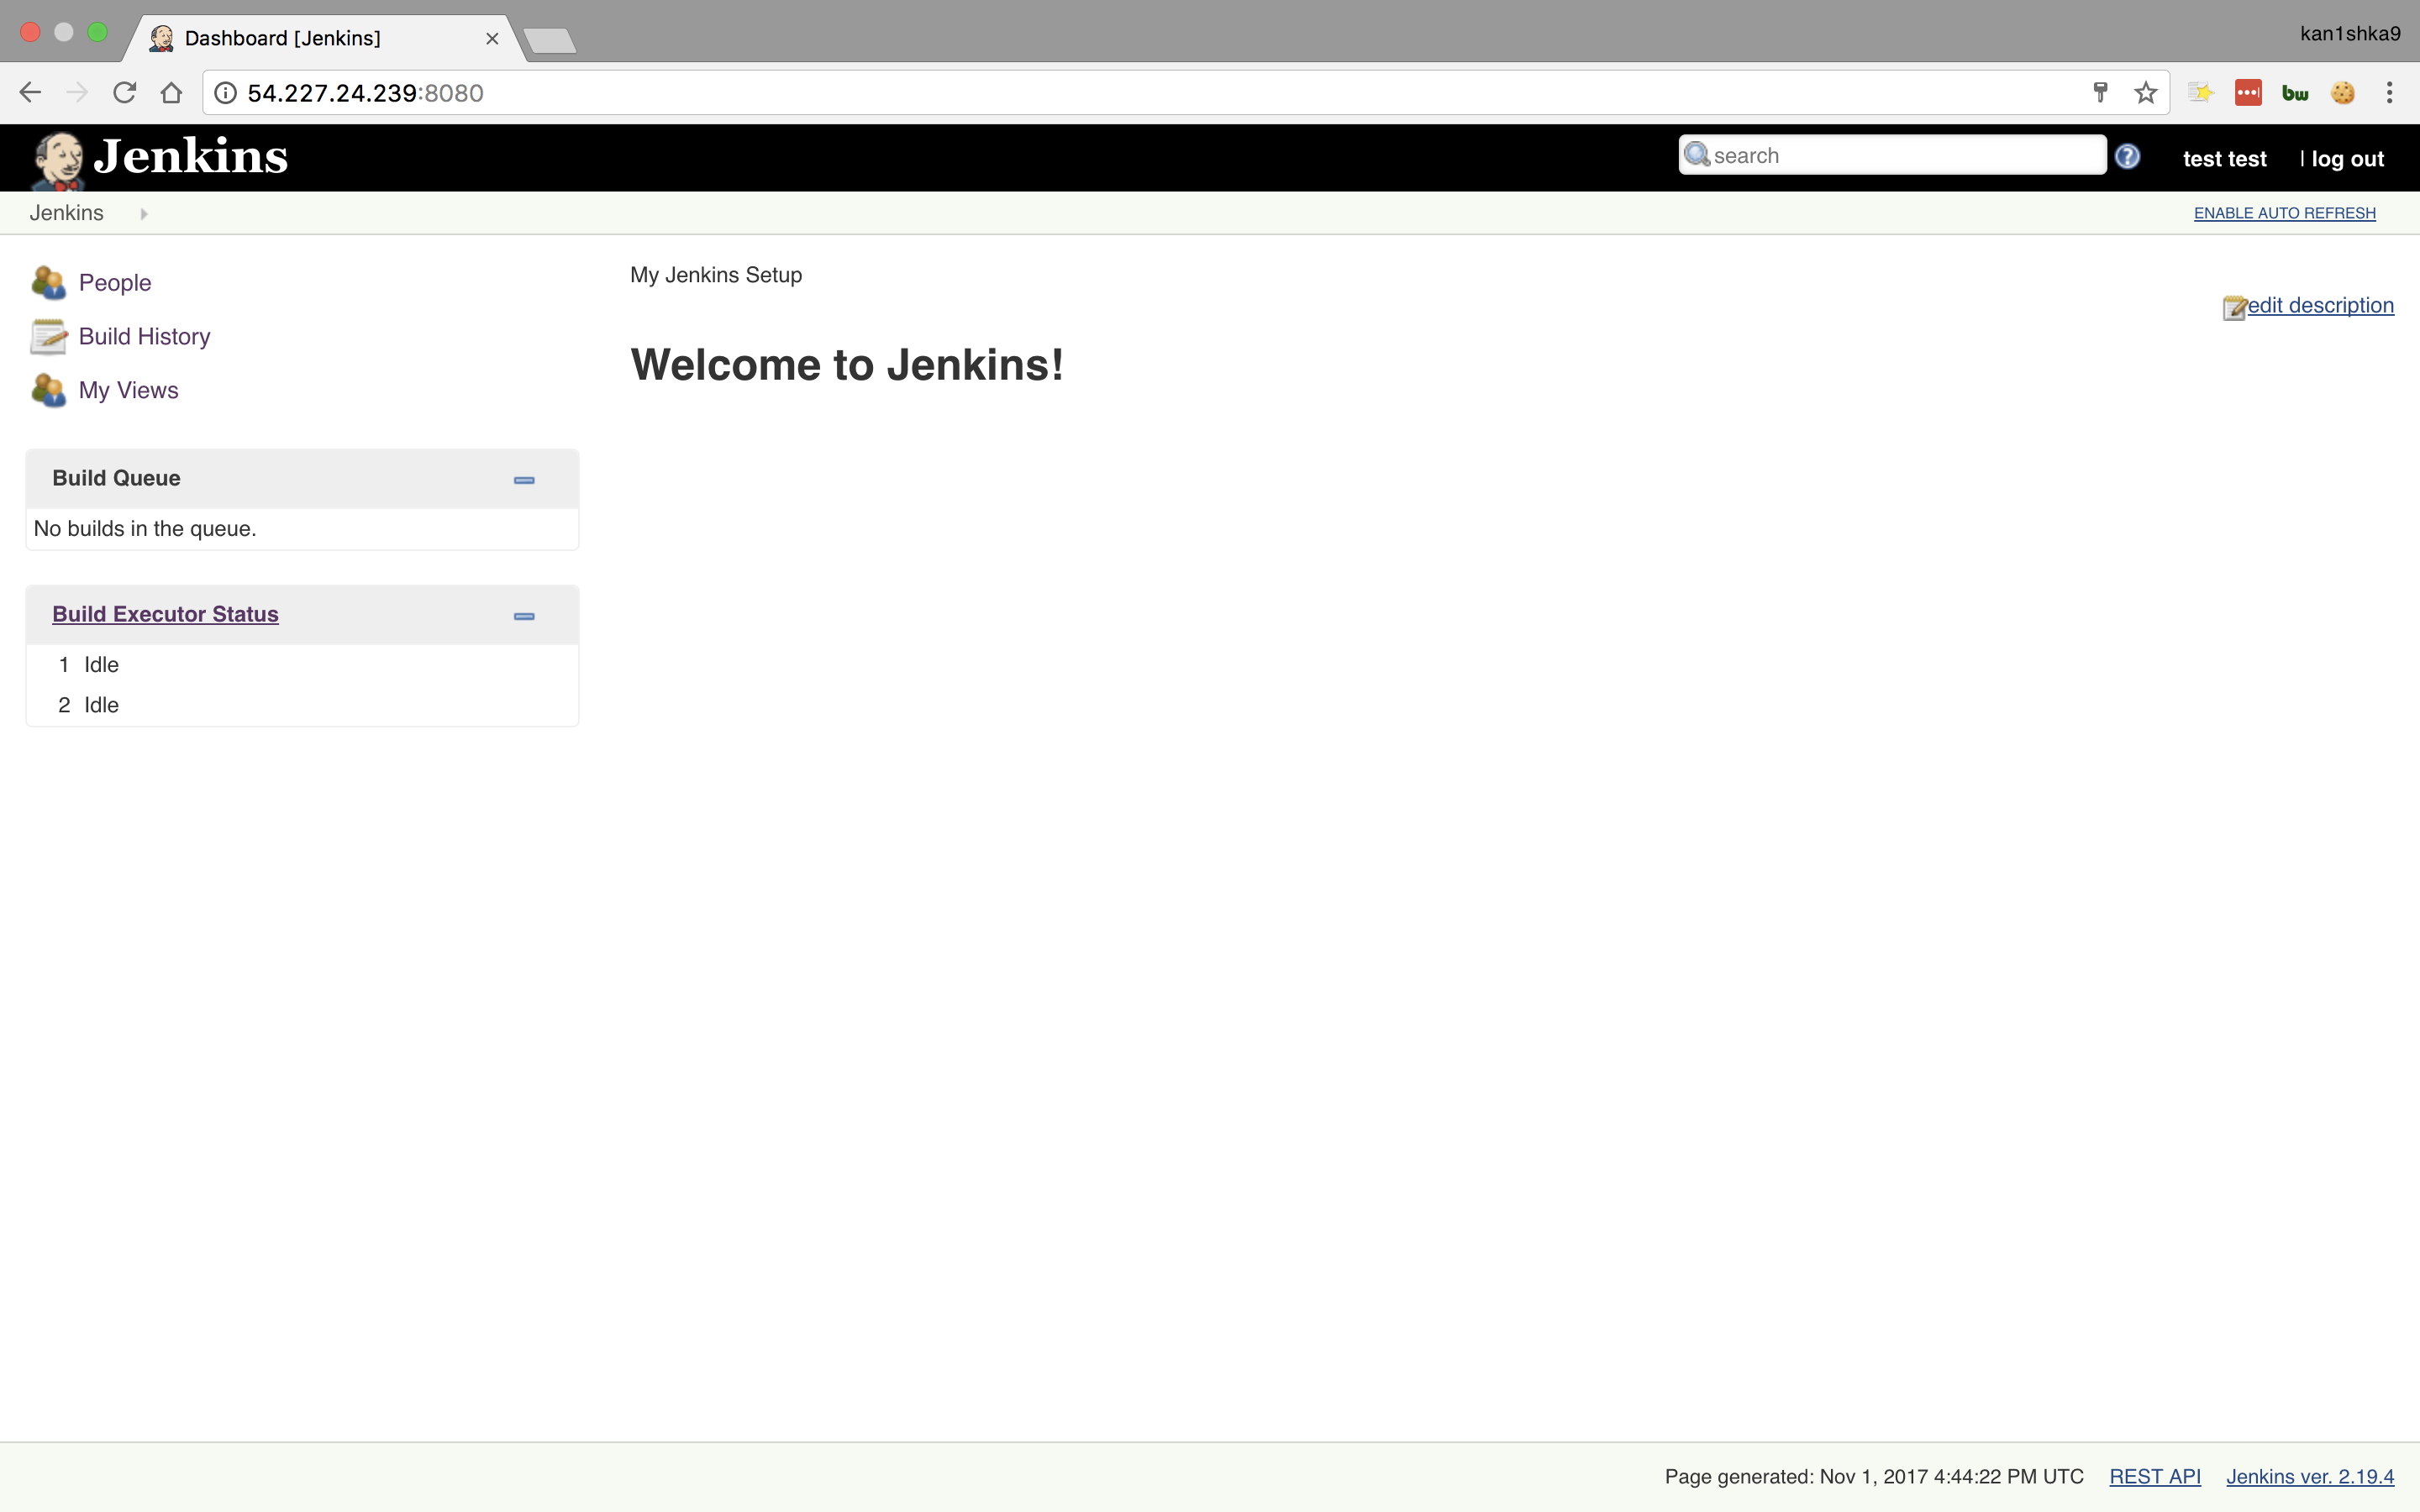 Dashboard [Jenkins]
kan1shka9
54.227.24.239:8080
bw
Jenkins
search
test test
| log out
Jenkins
ENABLE AUTO REFRESH
People
Build History
My Views
Build Queue
No builds in the queue.
Build Executor Status
1 Idle
2 Idle
My Jenkins Setup
edit description
Welcome to Jenkins!
Page generated: Nov 1, 2017 4:44:22 PM UTC REST API Jenkins ver. 2.19.4